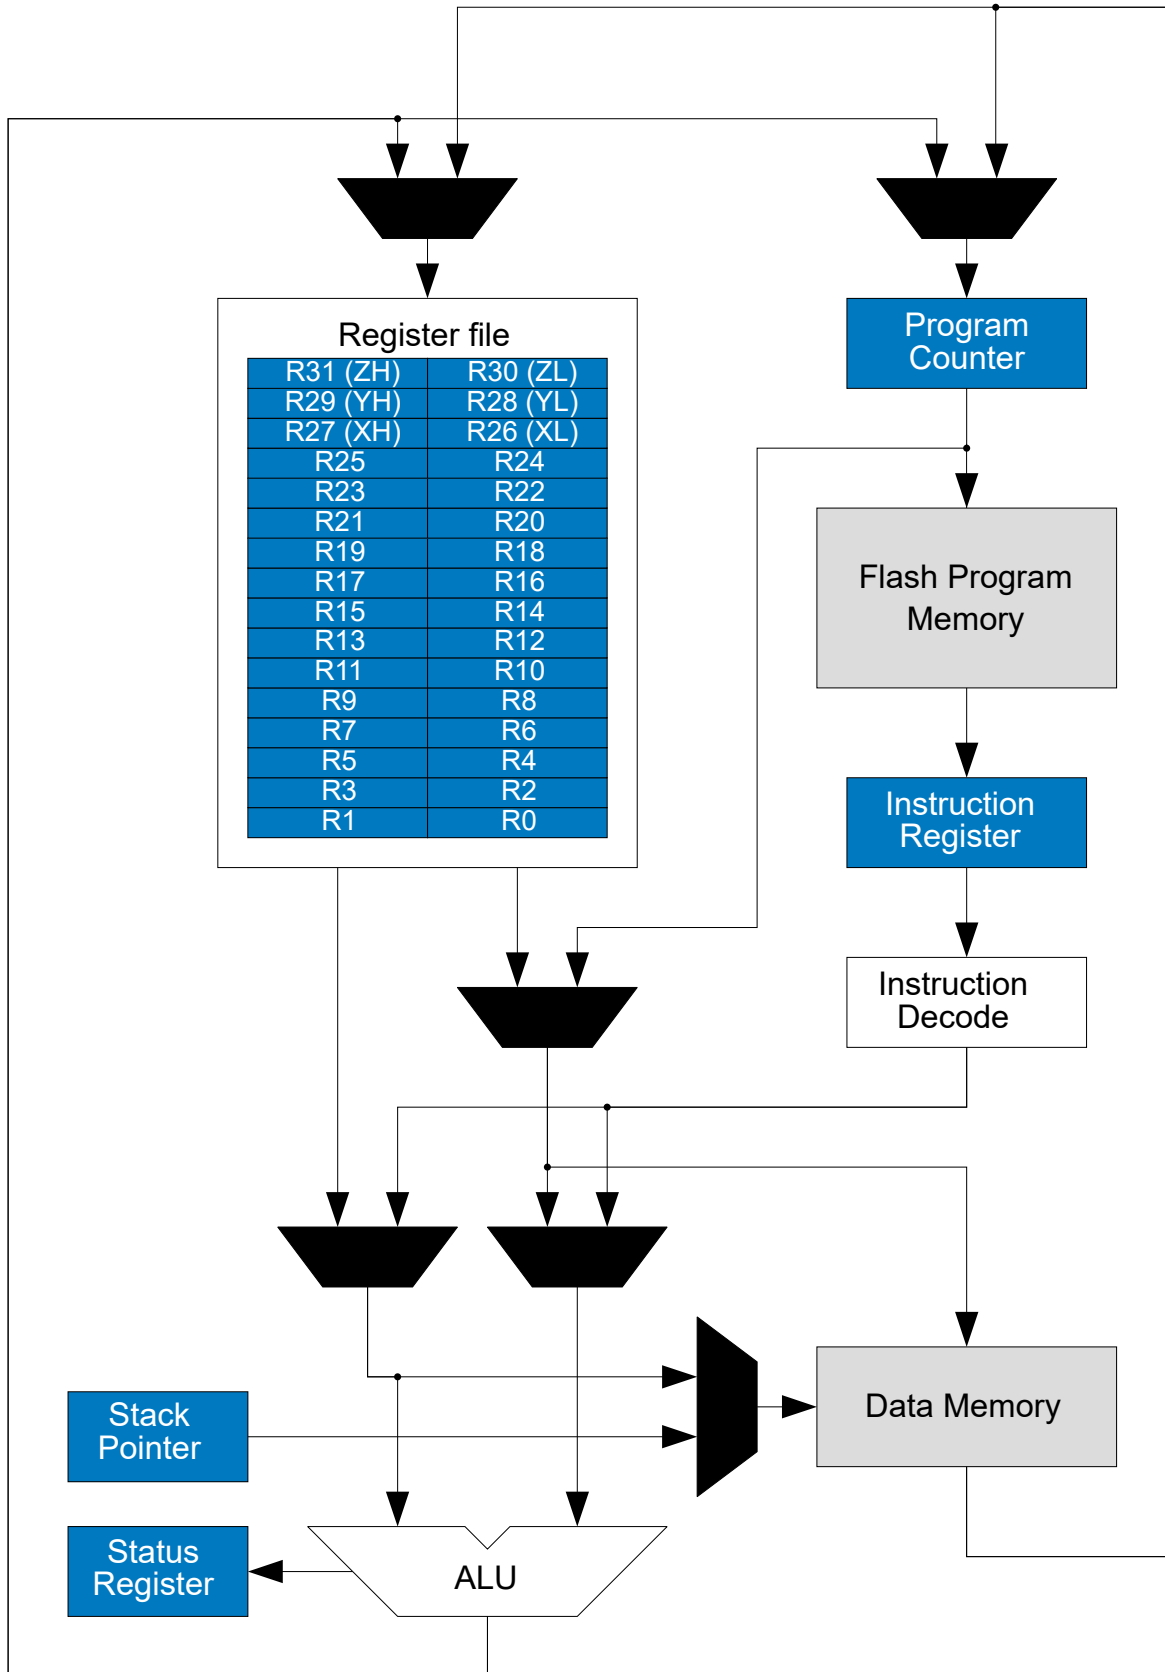 Register file
R31 (ZH) R30 (ZL)
R29 (YH) R28 (YL)
R27 (XH) R26 (XL)
R25 R24
R23 R22
R21 R20
R19 R18
R17 R16
R15 R14
R13 R12
R11 R10
R9 R8
R7 R6
R5 R4
R3 R2
R1 R0
Program
Counter
Flash Program
Memory
Instruction
Register
Instruction
Decode
Data Memory
Stack
Pointer
Status
Register
ALU